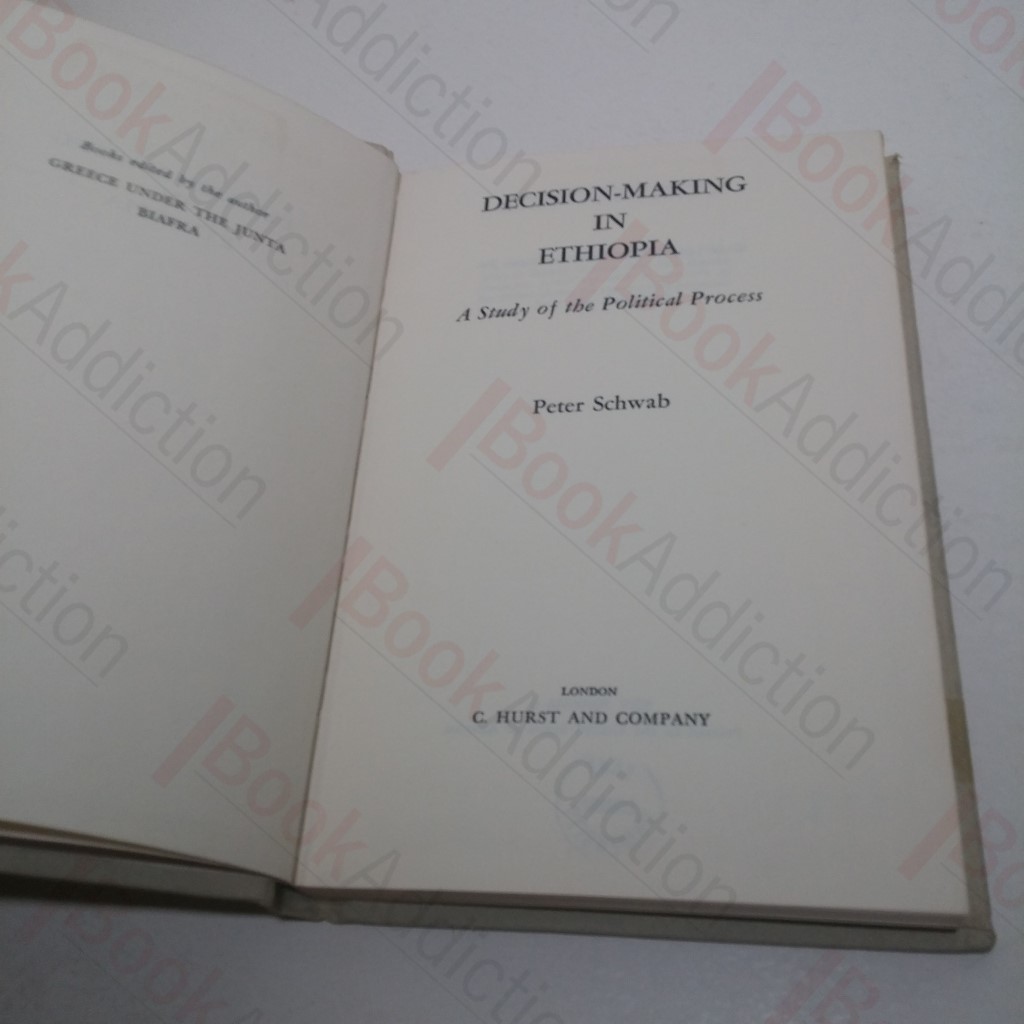 Books edited by the author
GREECE UNDER THE JUNTA
BIAFRA
DECISION-MAKING
IN
ETHIOPIA
A Study of the Political Process
Peter Schwab
LONDON
C. HURST AND COMPANY
BookAddiction